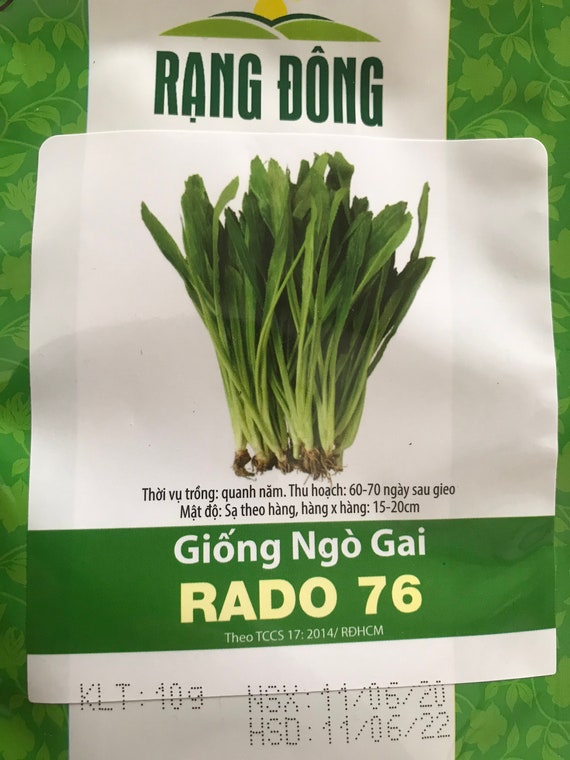 RẠNG ĐÔNG
Thời vụ trồng: quanh năm. Thu hoạch: 60-70 ngày sau gieo
Mật độ: Sạ theo hàng, hàng x hàng: 15-20cm
Giống Ngò Gai
RADO 76
Theo TCCS 17: 2014/ RĐHCM
KLT:10g NSX:11/06/20
HSD:11/06/22